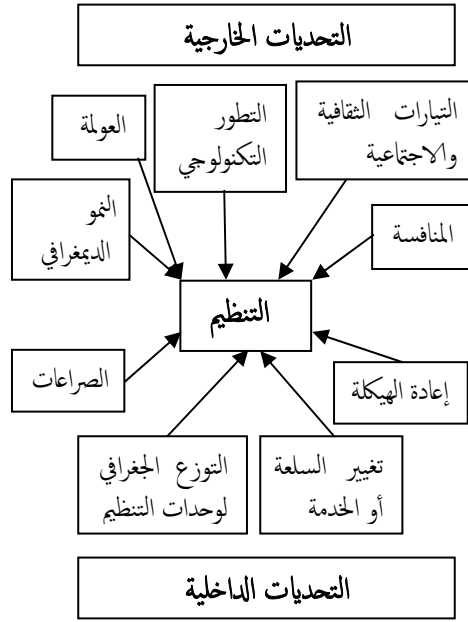 التحديات الخارجية
التيارات الثقافية
والاجتماعية
التطور
التكنولوجي
العولمة
النمو
الديمغرافي
المنافسة
التنظيم
الصراعات
إعادة الهيكلة
تغيير السلعة
أو الخدمة
التوزع الجغرافي
لوحدات التنظيم
التحديات الداخلية